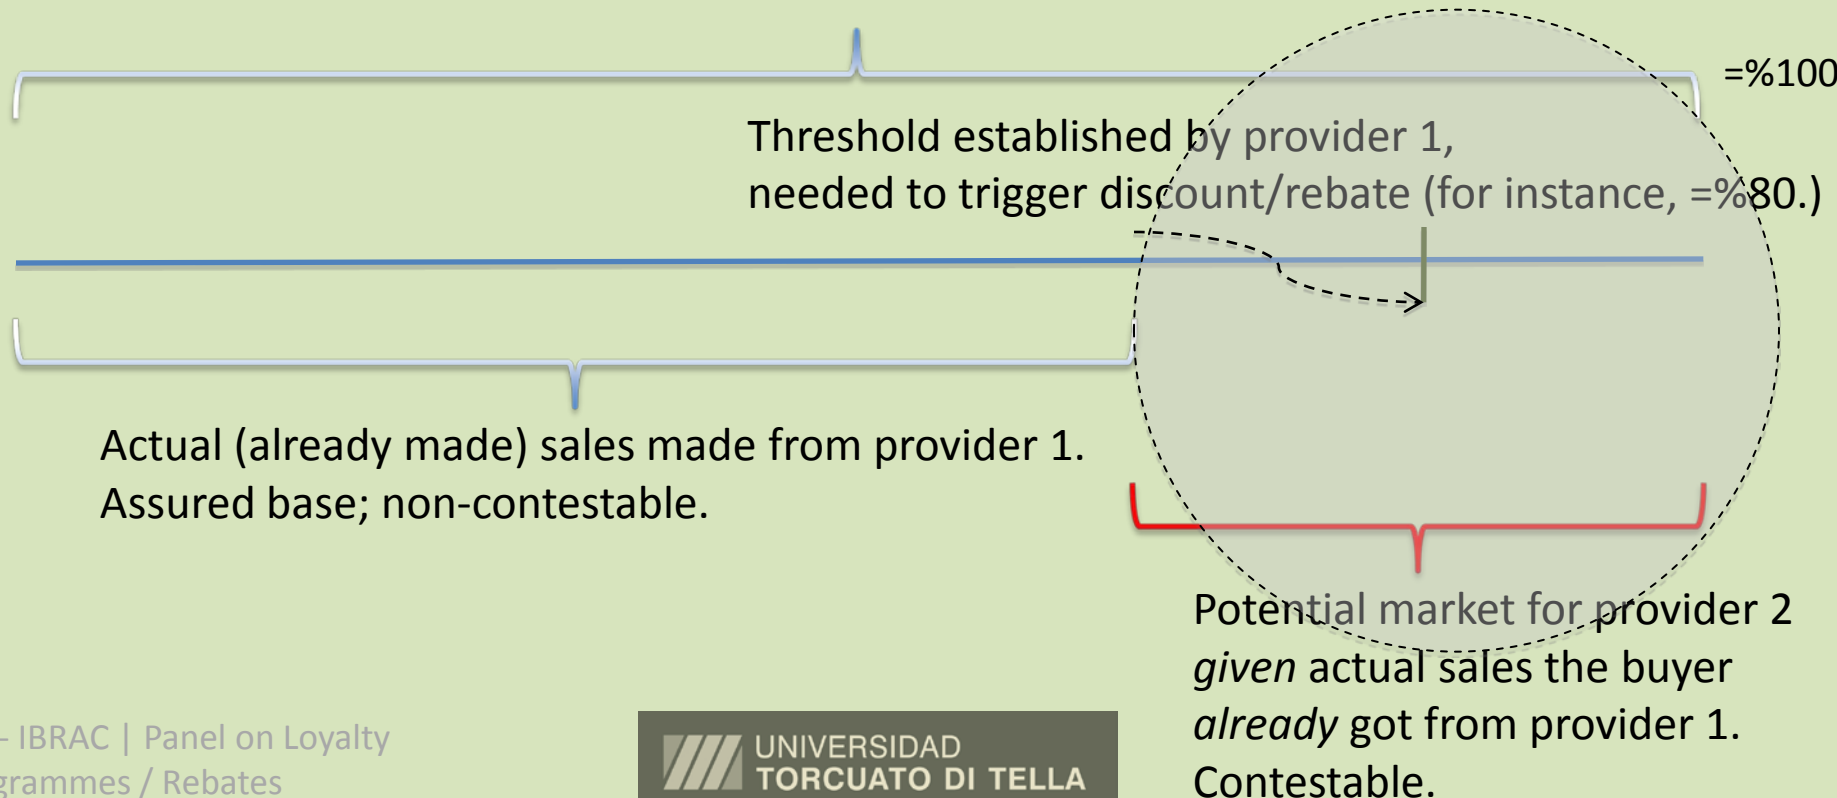 =%100
Threshold established by provider 1,
needed to trigger discount/rebate (for instance, =%80.)
Actual (already made) sales made from provider 1.
Assured base; non-contestable.
Potential market for provider 2
given actual sales the buyer
already got from provider 1.
Contestable.
- IBRAC | Panel on Loyalty
grammes / Rebates
UNIVERSIDAD
TORCUATO DI TELLA